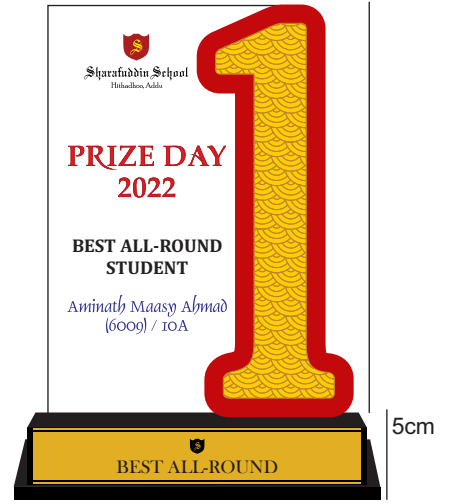 S
Sharafuddin School
Hithadhoo, Addu
PRIZE DAY
2022
BEST ALL-ROUND
STUDENT
Aminath Maasy Ahmad
(6009) / 10A
1
5cm
S
BEST ALL-ROUND